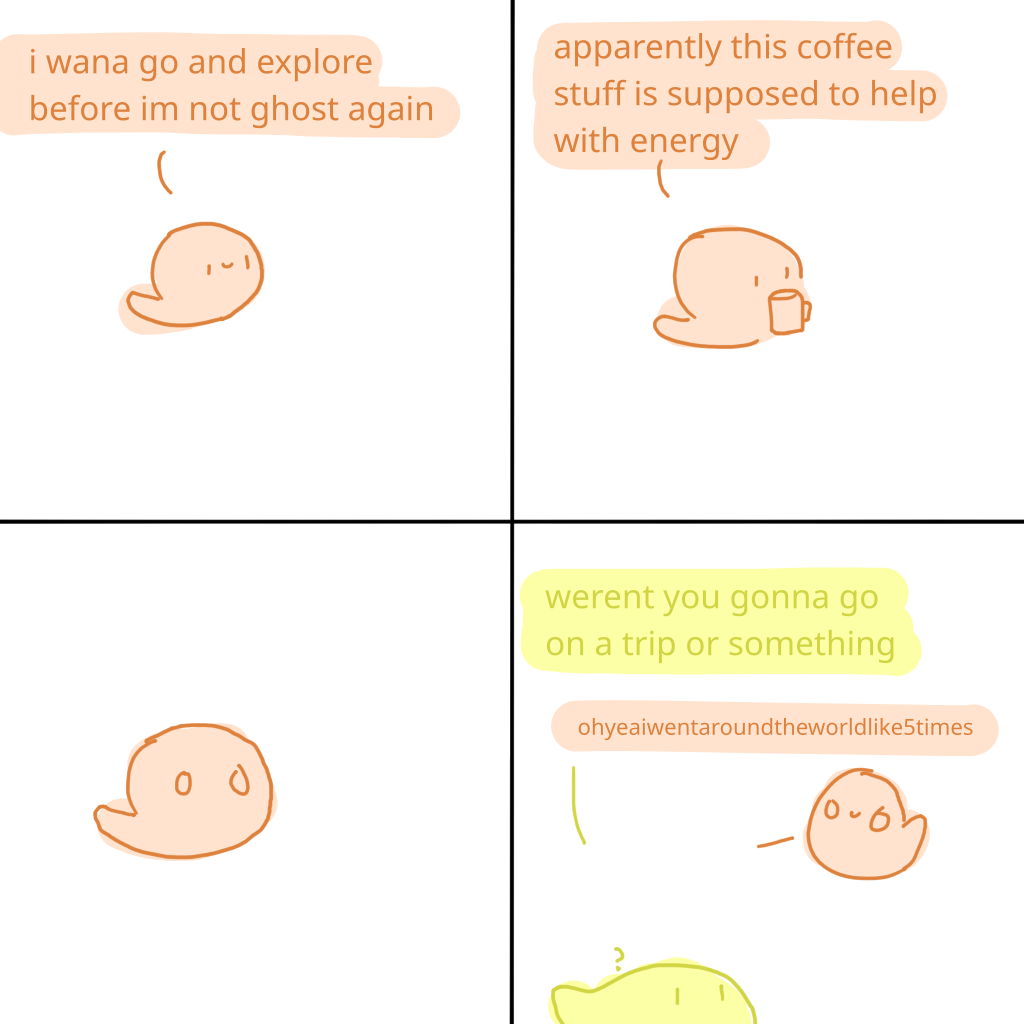 i wana go and explore
before im not ghost again
apparently this coffee
stuff is supposed to help
with energy
werent you gonna go
on a trip or something
ohyeaiwentaroundtheworldlike5times
?